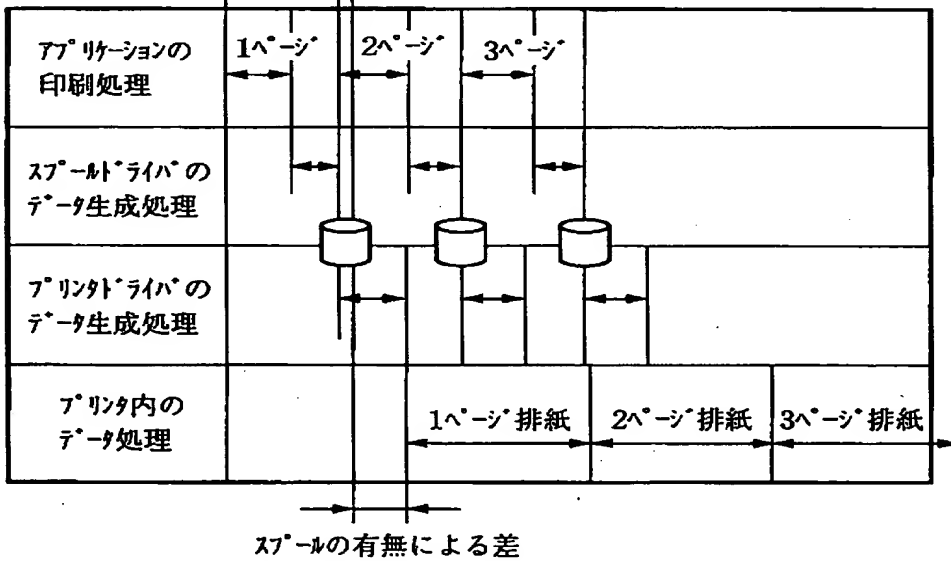 アプリケーションの
印刷処理
1ページ
2ページ
3ページ
スプールドライバの
データ生成処理
プリンタドライバの
データ生成処理
プリンタ内の
データ処理
1ページ排紙
2ページ排紙
3ページ排紙
スプールの有無による差